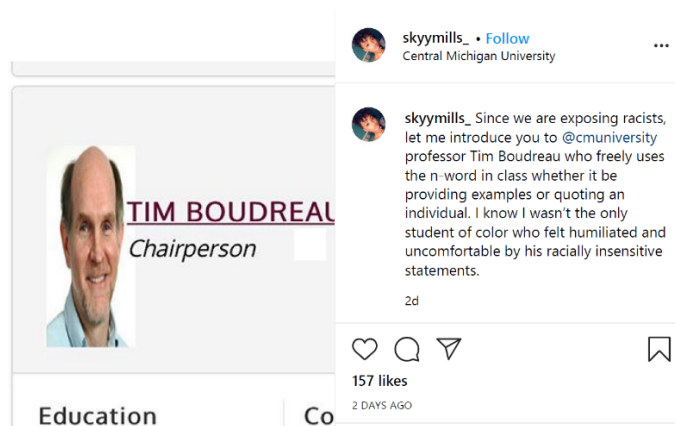 TIM BOUDREAU
Chairperson
Education
Co
skyymills_ • Follow
Central Michigan University
skyymills_ Since we are exposing racists,
let me introduce you to @cmuniversity
professor Tim Boudreau who freely uses
the n-word in class whether it be
providing examples or quoting an
individual. I know I wasn't the only
student of color who felt humiliated and
uncomfortable by his racially insensitive
statements.
2d
157 likes
2 DAYS AGO